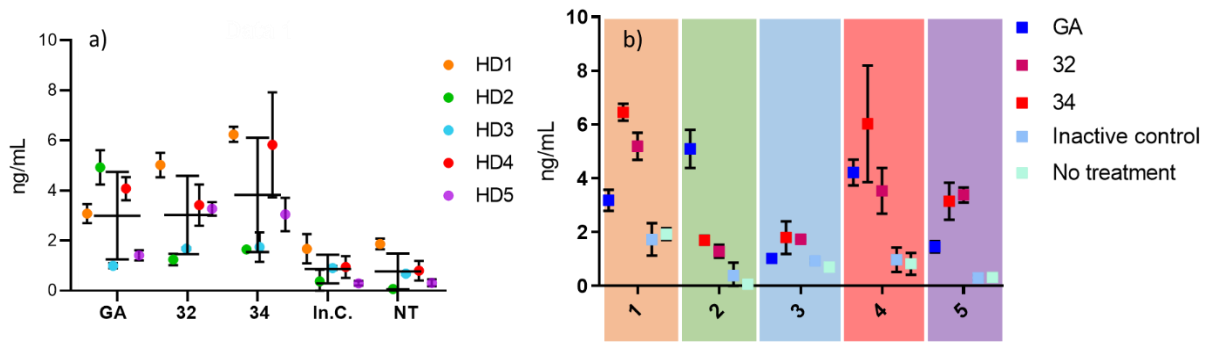 a)
10
8
6
4
2
0
ng/mL
GA
32
34
In.C.
NT
HD1
HD2
HD3
HD4
HD5
b)
10
8
6
4
2
0
ng/mL
1
2
3
4
5
GA
32
34
Inactive control
No treatment